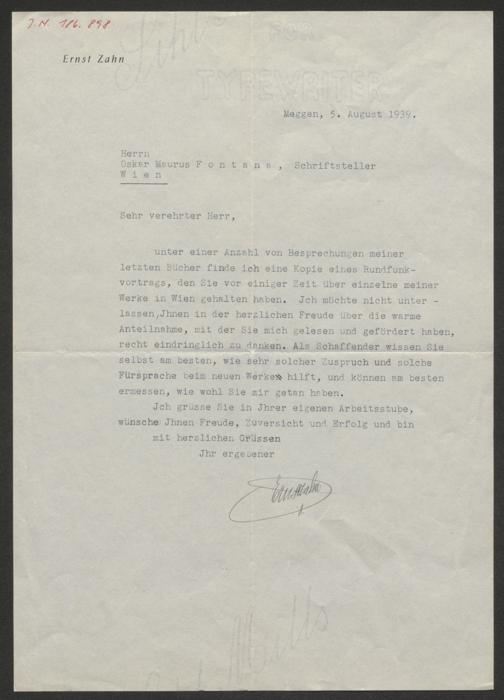 J.N. 186.898
Ernst Zahn
FOR
TYPEWRITER
Meggen, 5. August 1939.
Herrn
Oskar Maurus F o n t a n a , Schriftsteller
W i e n
Sehr verehrter Herr,
unter einer Anzahl von Besprechungen meiner
letzten Bücher finde ich eine Kopie eines Rundfunk-
vortrags, den Sie vor einiger Zeit über einzelne meiner
Werke in Wien gehalten haben. Ich möchte nicht unter -
lassen,Jhnen in der herzlichen Freude über die warme
Anteilnahme, mit der Sie mich gelesen und gefördert haben,
recht eindringlich zu danken. Als Schaffender wissen Sie
selbst am besten, wie sehr solcher Zuspruch und solche
Fürsprache beim neuen Werke hilft, und können am besten
ermessen, wie wohl Sie mir getan haben.
Jch grüsse Sie in Jhrer eigenen Arbeitsstube,
wünsche Jhnen Freude, Zuversicht und Erfolg und bin
mit herzlichen Grüssen
Jhr ergebener
Ernst Zahn